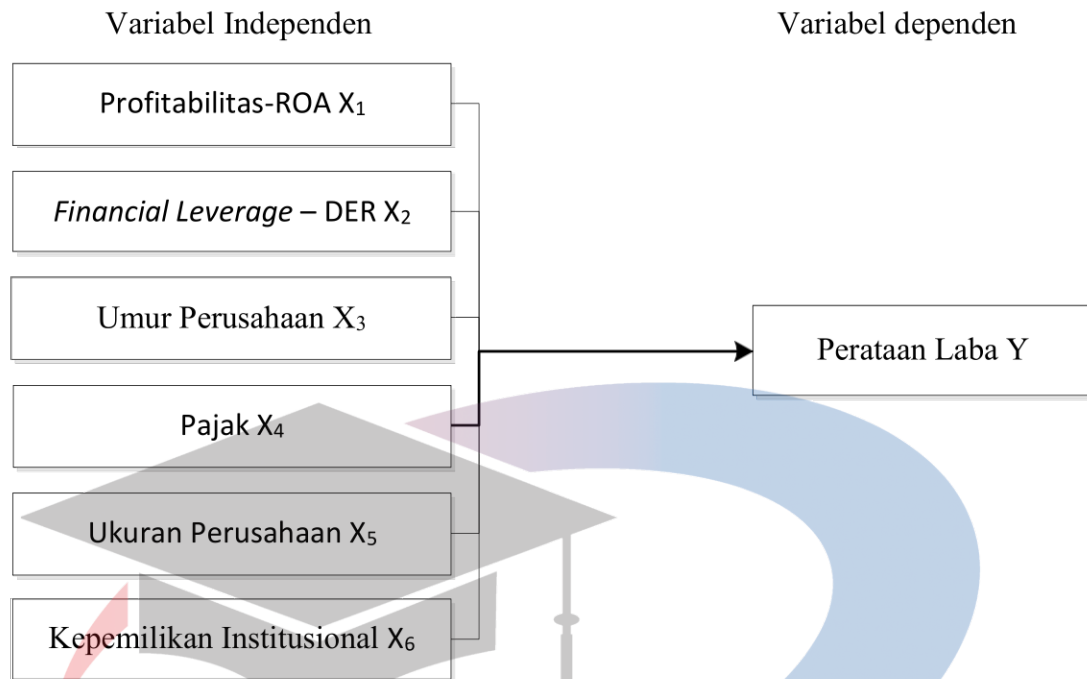 Variabel Independen
Variabel dependen
Profitabilitas-ROA X₁
Financial Leverage – DER X₂
Umur Perusahaan X₃
Perataan Laba Y
Pajak X₄
Ukuran Perusahaan X₅
Kepemilikan Institusional X₆